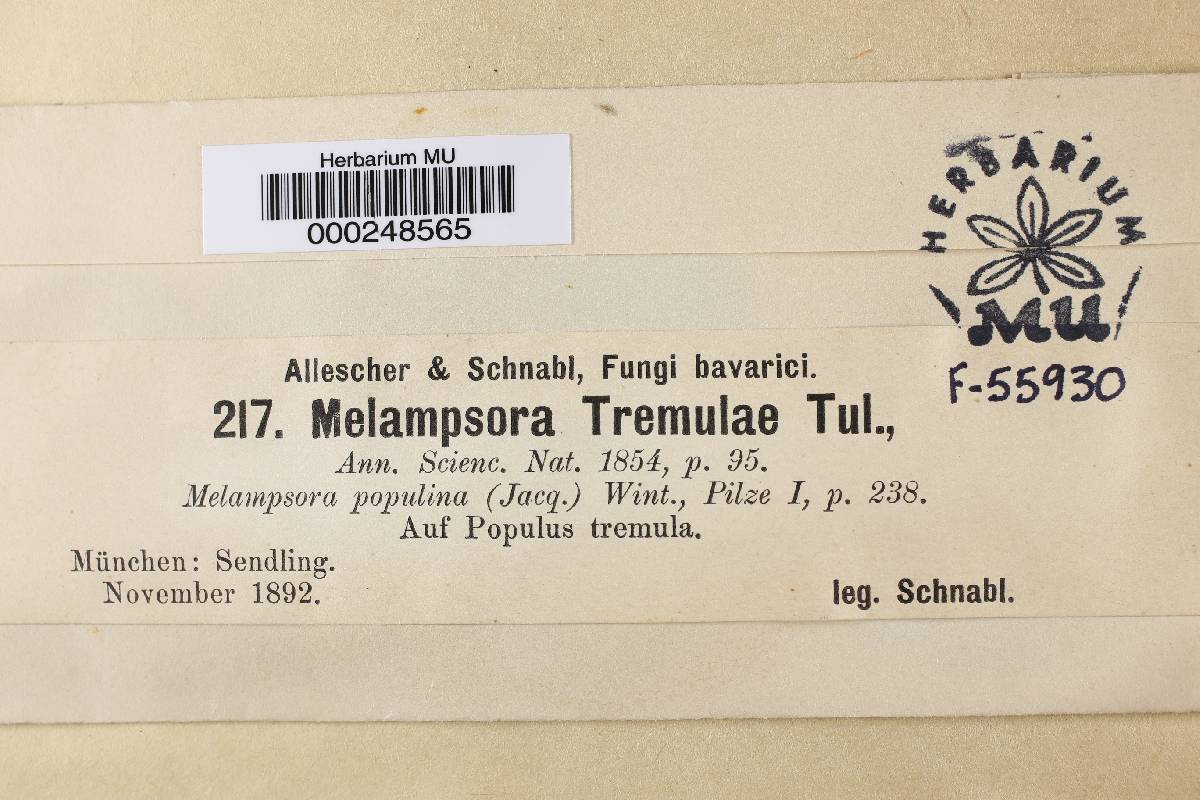 Herbarium MU
000248565
HERBARIUM
MU
F-55930
Allescher & Schnabl, Fungi bavarici.
217. Melampsora Tremulae Tul.,
Ann. Scienc. Nat. 1854, p. 95.
Melampsora populina (Jacq.) Wint., Pilze I, p. 238.
Auf Populus tremula.
München: Sendling.
November 1892.
leg. Schnabl.